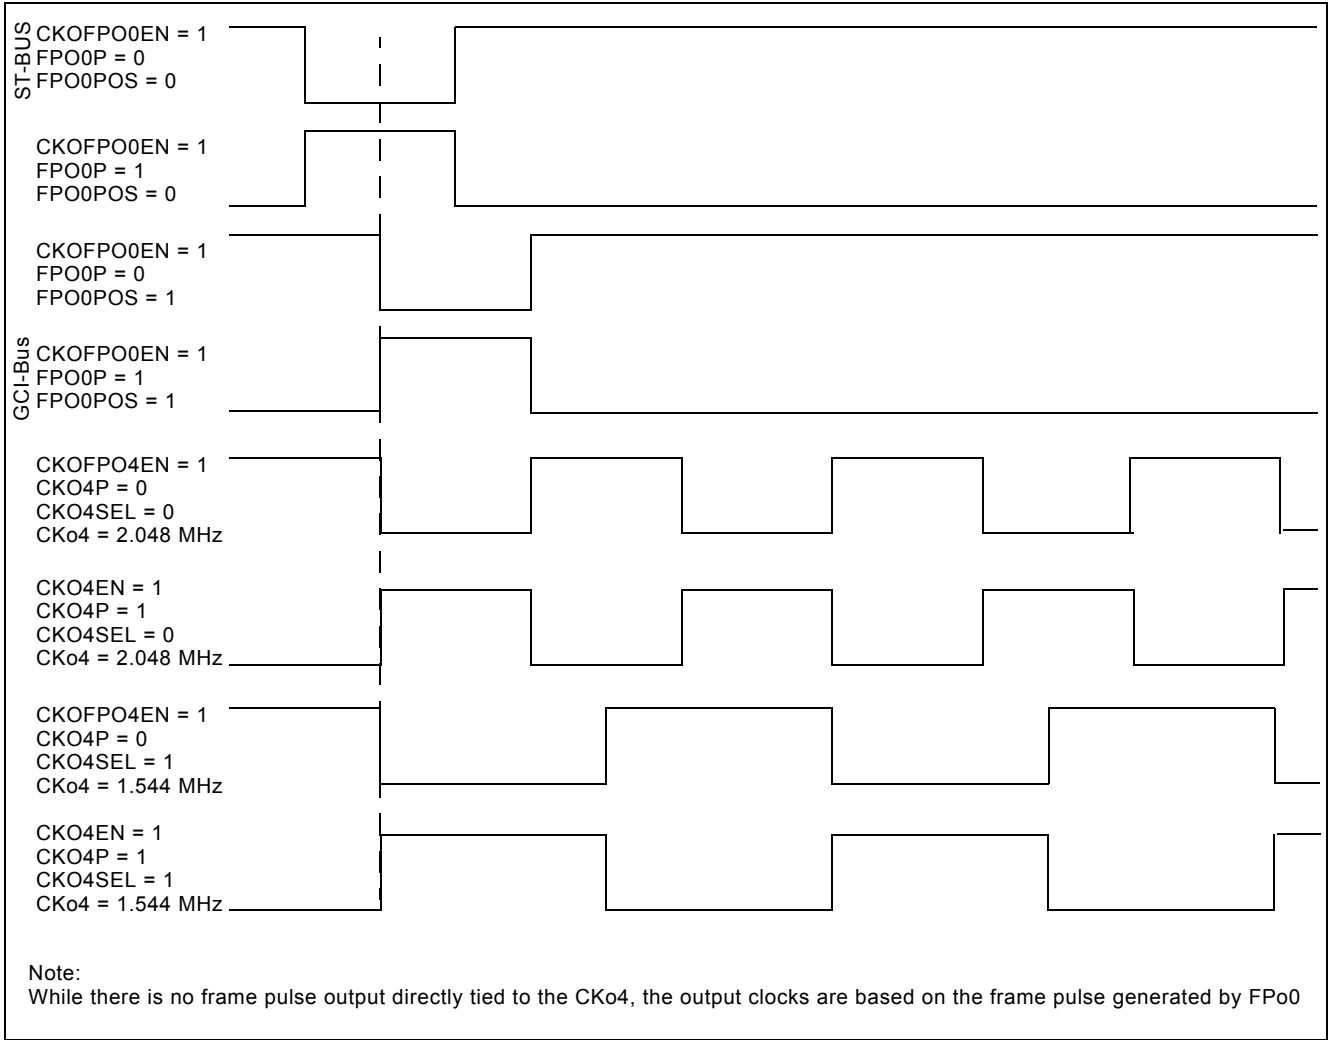 ST-BUS
CKOFPO0EN = 1
FPO0P = 0
FPO0POS = 0
CKOFPO0EN = 1
FPO0P = 1
FPO0POS = 0
CKOFPO0EN = 1
FPO0P = 0
FPO0POS = 1
GCI-Bus
CKOFPO0EN = 1
FPO0P = 1
FPO0POS = 1
CKOFPO4EN = 1
CKO4P = 0
CKO4SEL = 0
CKo4 = 2.048 MHz
CKO4EN = 1
CKO4P = 1
CKO4SEL = 0
CKo4 = 2.048 MHz
CKOFPO4EN = 1
CKO4P = 0
CKO4SEL = 1
CKo4 = 1.544 MHz
CKO4EN = 1
CKO4P = 1
CKO4SEL = 1
CKo4 = 1.544 MHz
Note:
While there is no frame pulse output directly tied to the CKo4, the output clocks are based on the frame pulse generated by FPo0